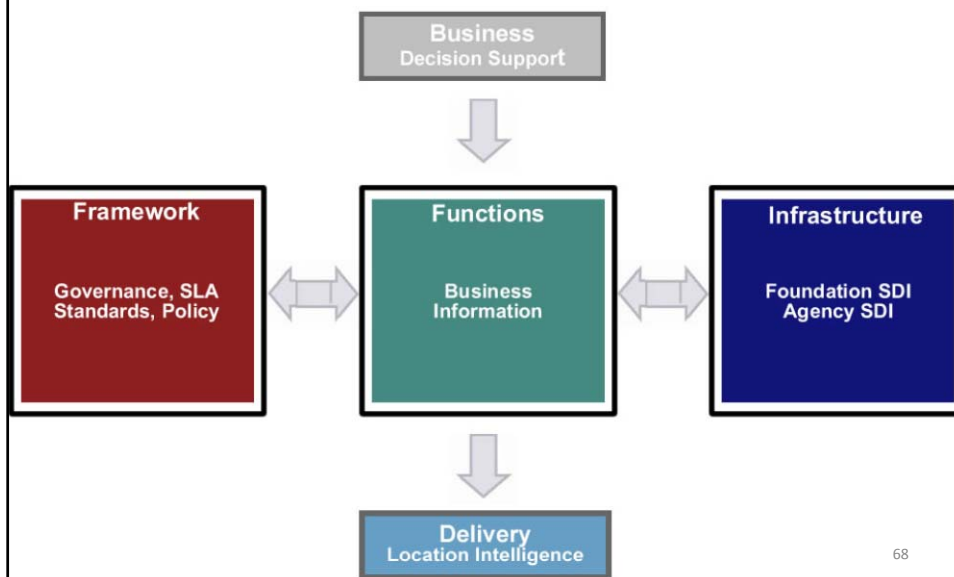 Business
Decision Support
Framework
Governance, SLA
Standards, Policy
Functions
Business
Information
Infrastructure
Foundation SDI
Agency SDI
Delivery
Location Intelligence
68